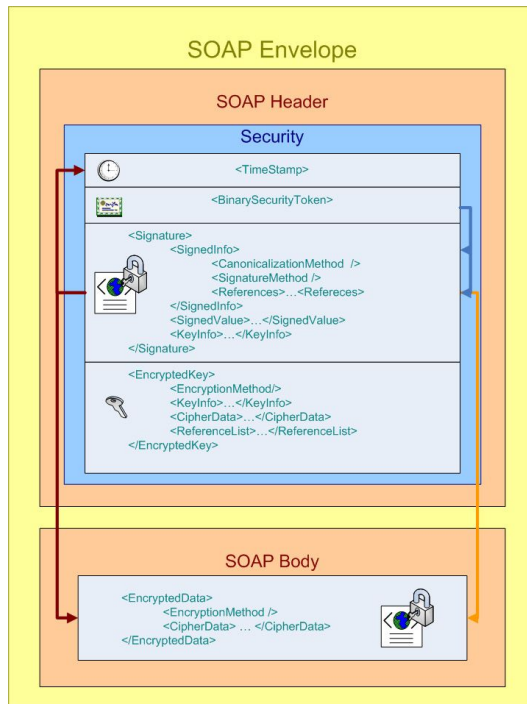 SOAP Envelope
SOAP Header
Security
<TimeStamp>
<BinarySecurityToken>
<Signature>
<SignedInfo>
<CanonicalizationMethod />
<SignatureMethod />
<References>…<Refereces>
</SignedInfo>
<SignedValue>…</SignedValue>
<KeyInfo>…</KeyInfo>
</Signature>
<EncryptedKey>
<EncryptionMethod/>
<KeyInfo>…</KeyInfo>
<CipherData>…</CipherData>
<ReferenceList>…</ReferenceList>
</EncryptedKey>
SOAP Body
<EncryptedData>
<EncryptionMethod />
<CipherData> … </CipherData>
</EncryptedData>